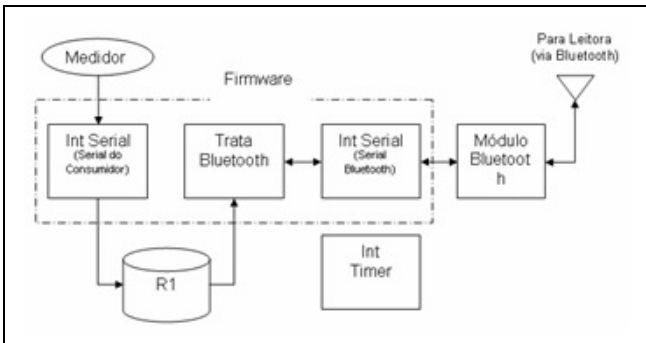 Para Leitora
(via Bluetooth)
Medidor
Firmware
Int Serial
(Serial do
Consumidor)
Trata
Bluetooth
Int Serial
(Serial
Bluetooth)
Módulo
Bluetoot
h
R1
Int
Timer